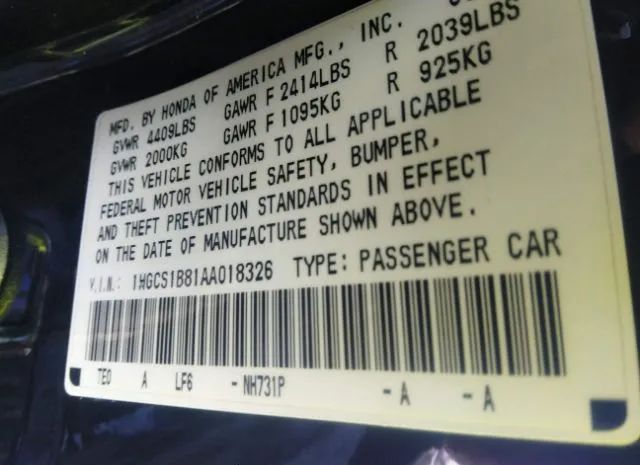 MFD. BY HONDA OF AMERICA MFG., INC.
GVWR 4409LBS GAWR F 2414LBS R 2039LBS
GVWR 2000KG GAWR F 1095KG R 925KG
THIS VEHICLE CONFORMS TO ALL APPLICABLE
FEDERAL MOTOR VEHICLE SAFETY, BUMPER,
AND THEFT PREVENTION STANDARDS IN EFFECT
ON THE DATE OF MANUFACTURE SHOWN ABOVE.
V.I.N.: 1HGCS1B81AA018326 TYPE: PASSENGER CAR
TE0 A LF6 - NH731P - A - A